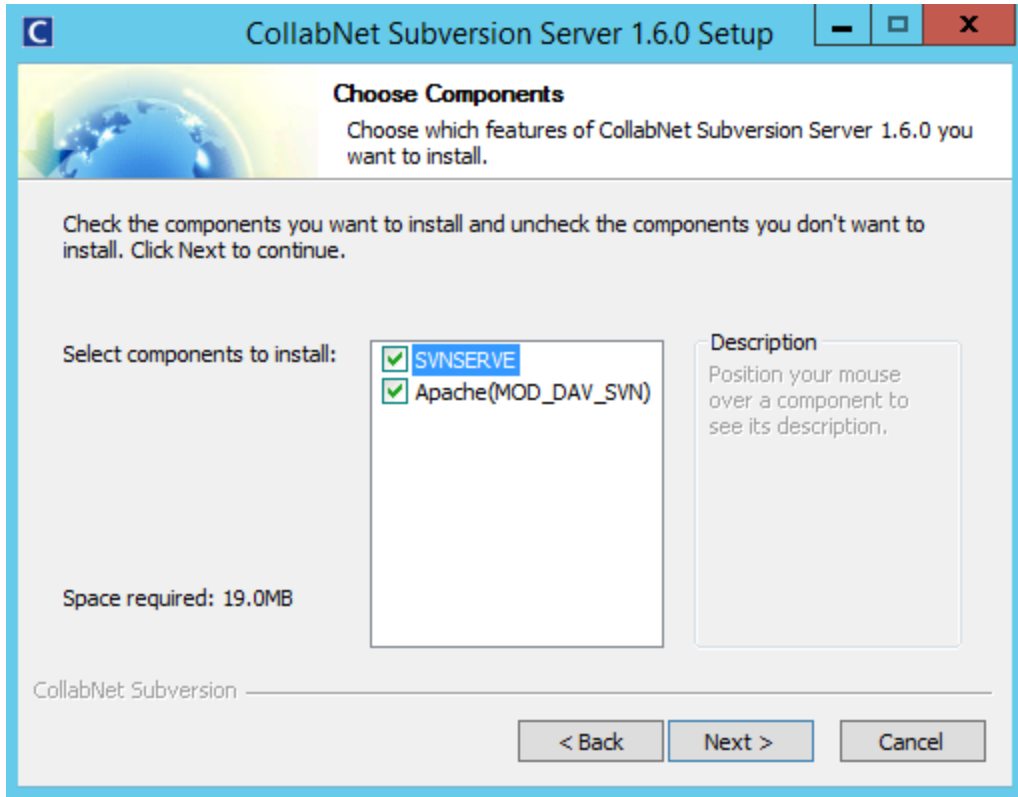 C
CollabNet Subversion Server 1.6.0 Setup
X
Choose Components
Choose which features of CollabNet Subversion Server 1.6.0 you
want to install.
Check the components you want to install and uncheck the components you don't want to
install. Click Next to continue.
Select components to install:
SVNSERVE
Apache(MOD_DAV_SVN)
Description
Position your mouse
over a component to
see its description.
Space required: 19.0MB
CollabNet Subversion
< Back
Next >
Cancel